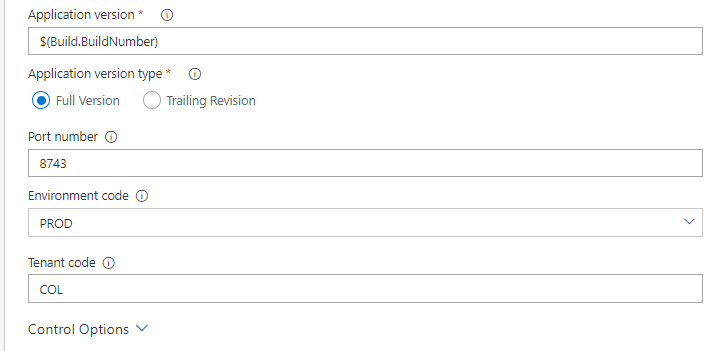 Application version *
$(Build.BuildNumber)
Application version type *
Full Version Trailing Revision
Port number
8743
Environment code
PROD
Tenant code
COL
Control Options